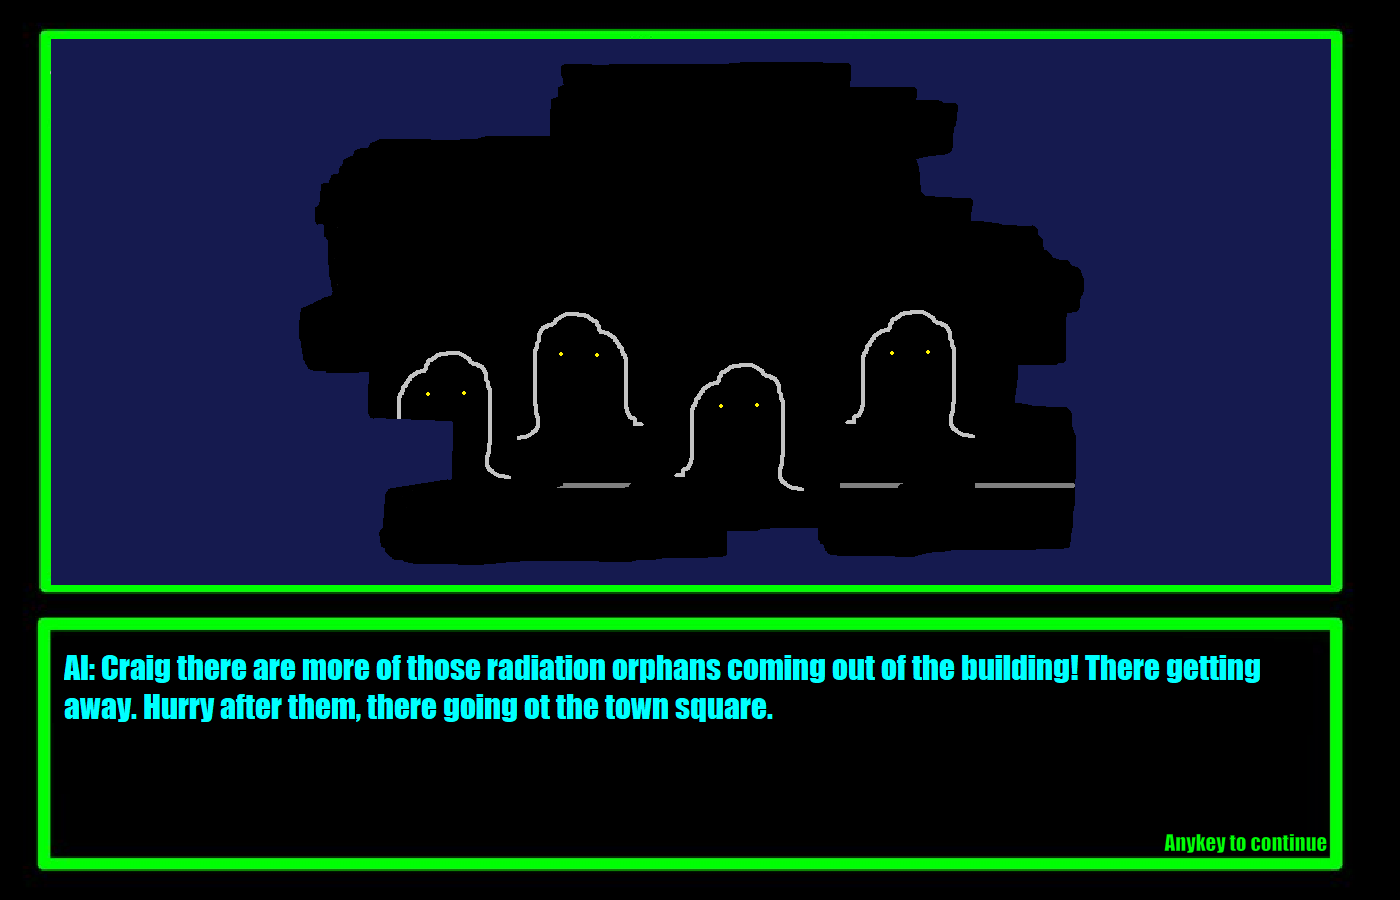 AI: Craig there are more of those radiation orphans coming out of the building! There getting
away. Hurry after them, there going ot the town square.
Anykey to continue